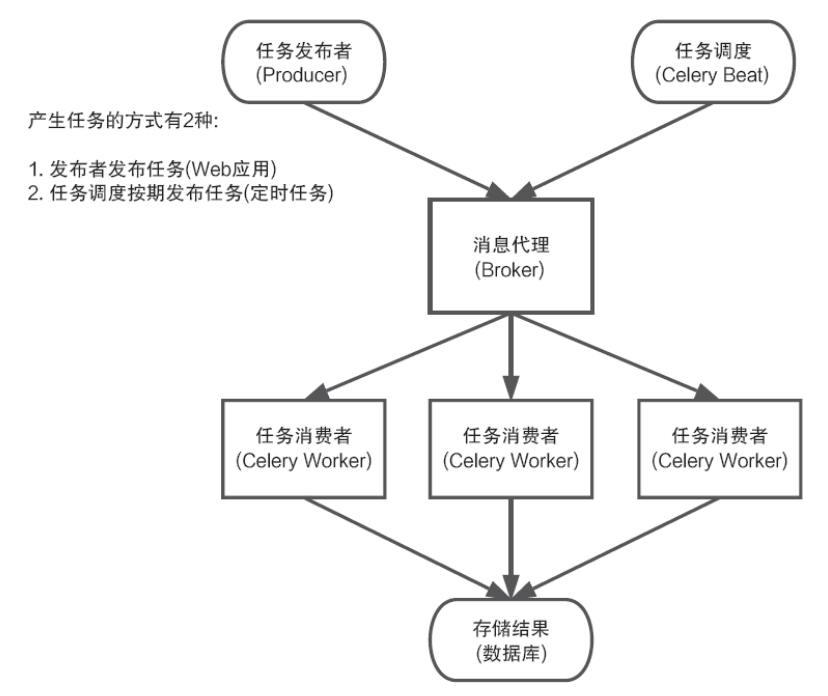 任务发布者
(Producer)
任务调度
(Celery Beat)
产生任务的方式有2种:
1. 发布者发布任务(Web应用)
2. 任务调度按期发布任务(定时任务)
消息代理
(Broker)
任务消费者
(Celery Worker)
任务消费者
(Celery Worker)
任务消费者
(Celery Worker)
存储结果
(数据库)